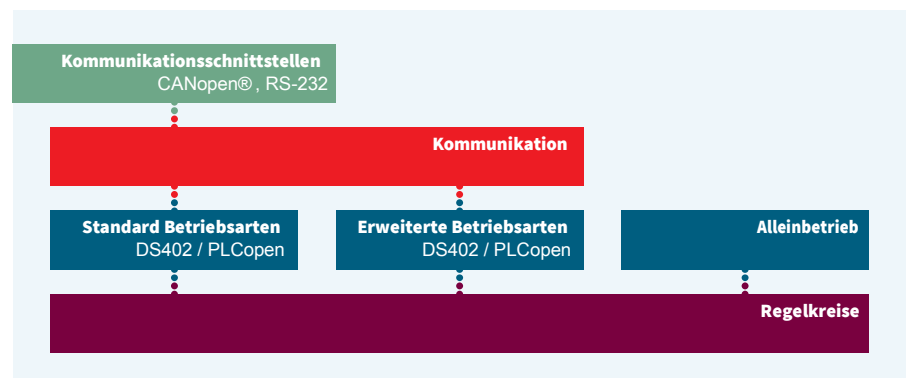 Kommunikationsschnittstellen
CANopen® , RS-232
Kommunikation
Standard Betriebsarten
DS402 / PLCopen
Erweiterte Betriebsarten
DS402 / PLCopen
Alleinbetrieb
Regelkreise